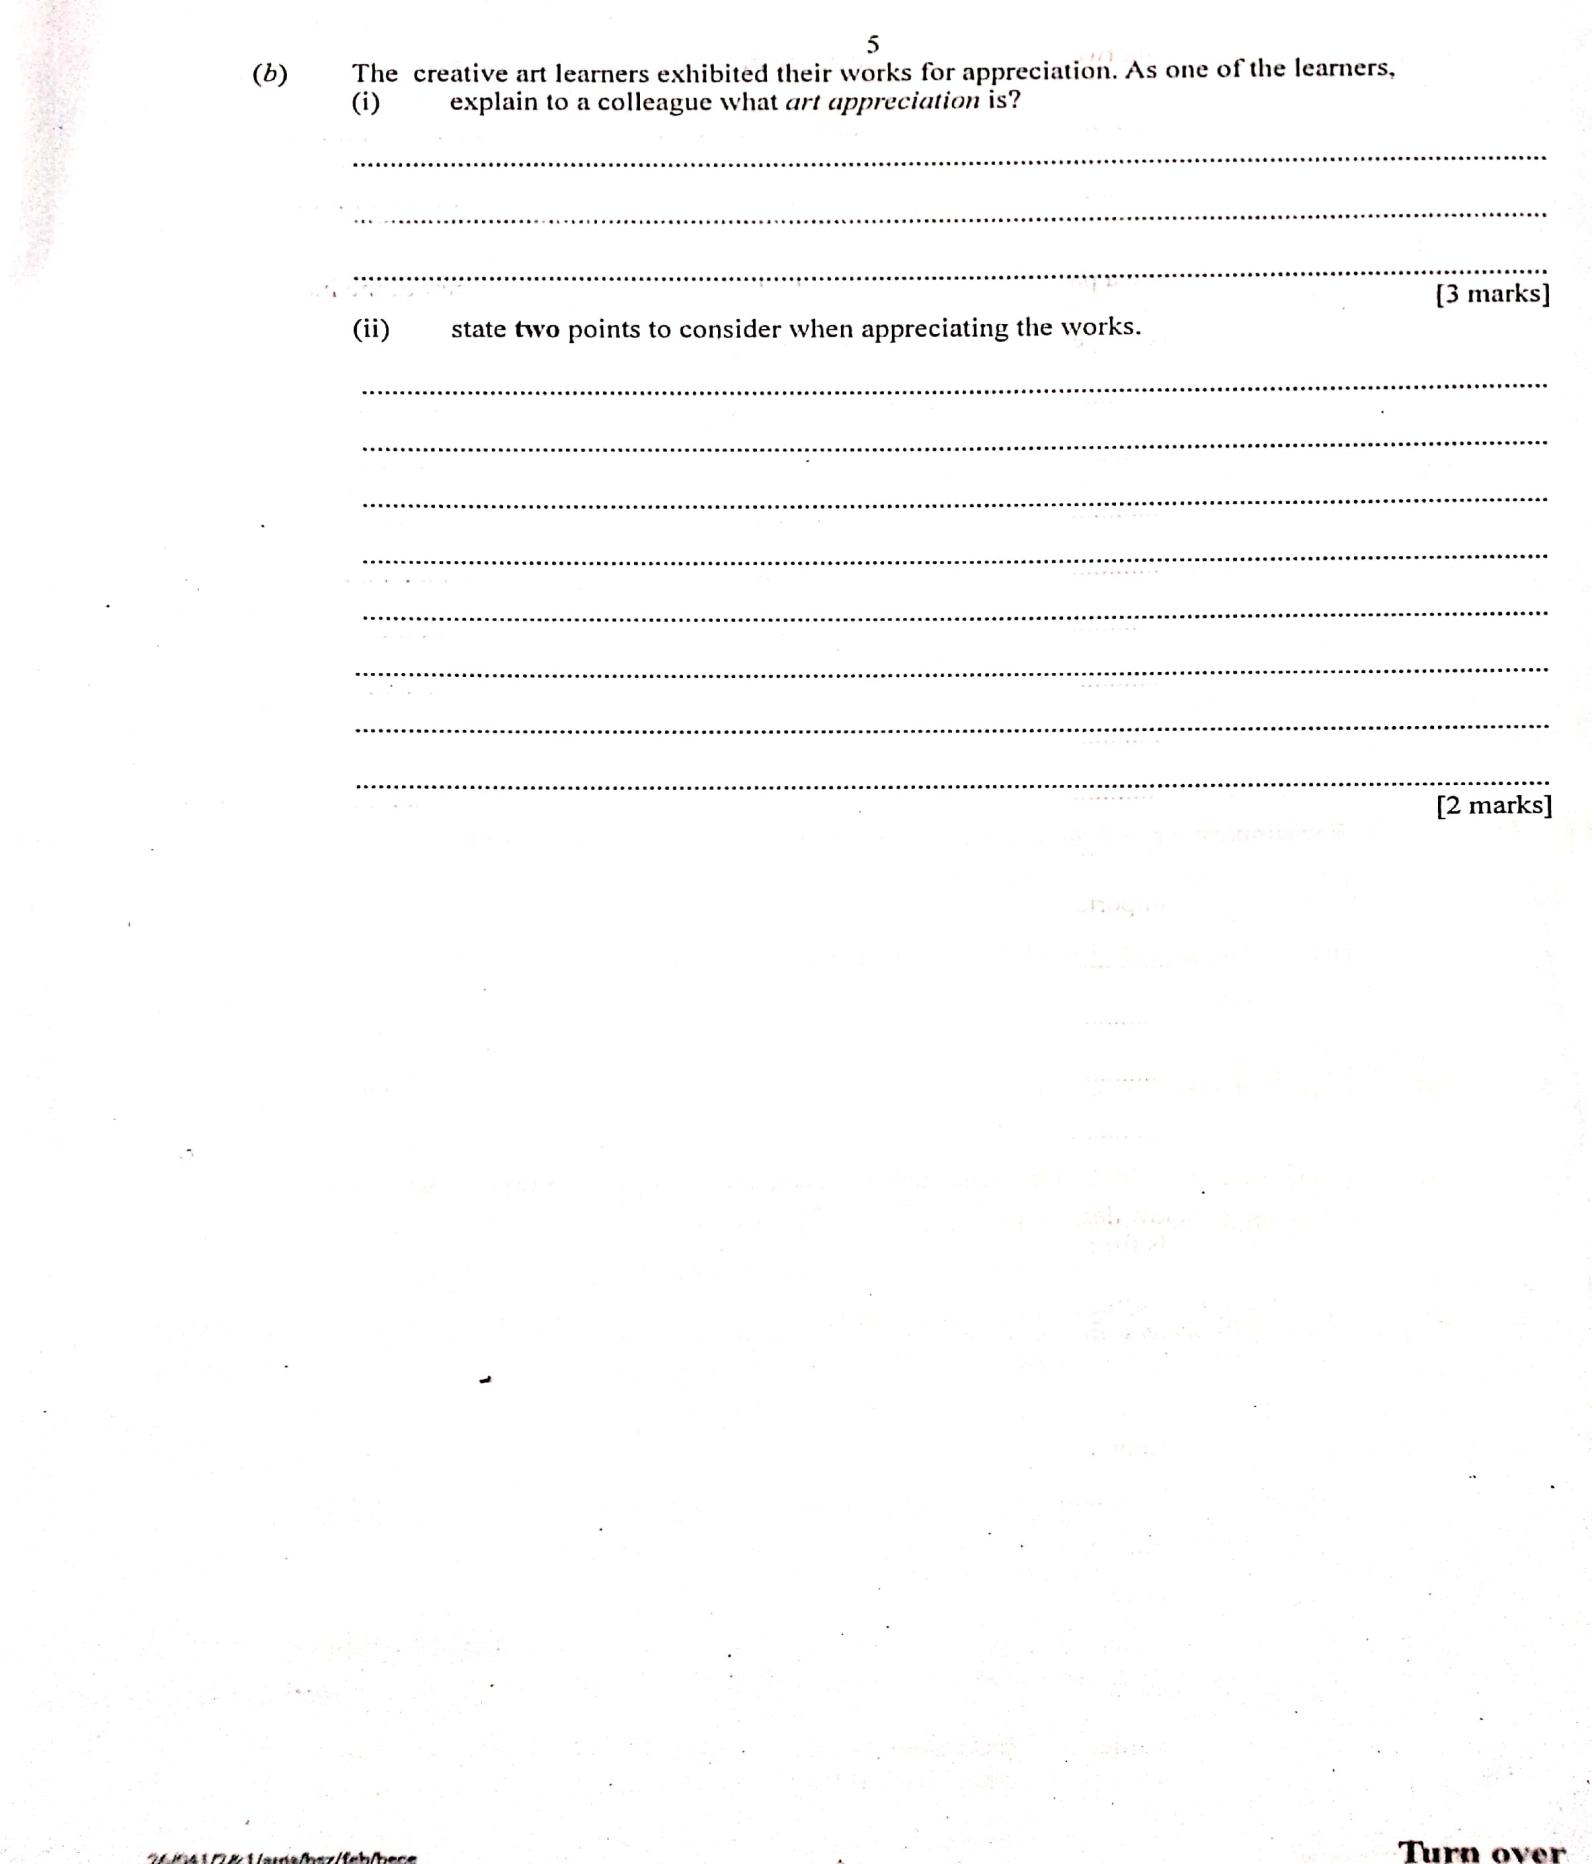 5
(b) The creative art learners exhibited their works for appreciation. As one of the learners,
(i) explain to a colleague what art appreciation is?
[3 marks]
(ii) state two points to consider when appreciating the works.
[2 marks]
Turn over